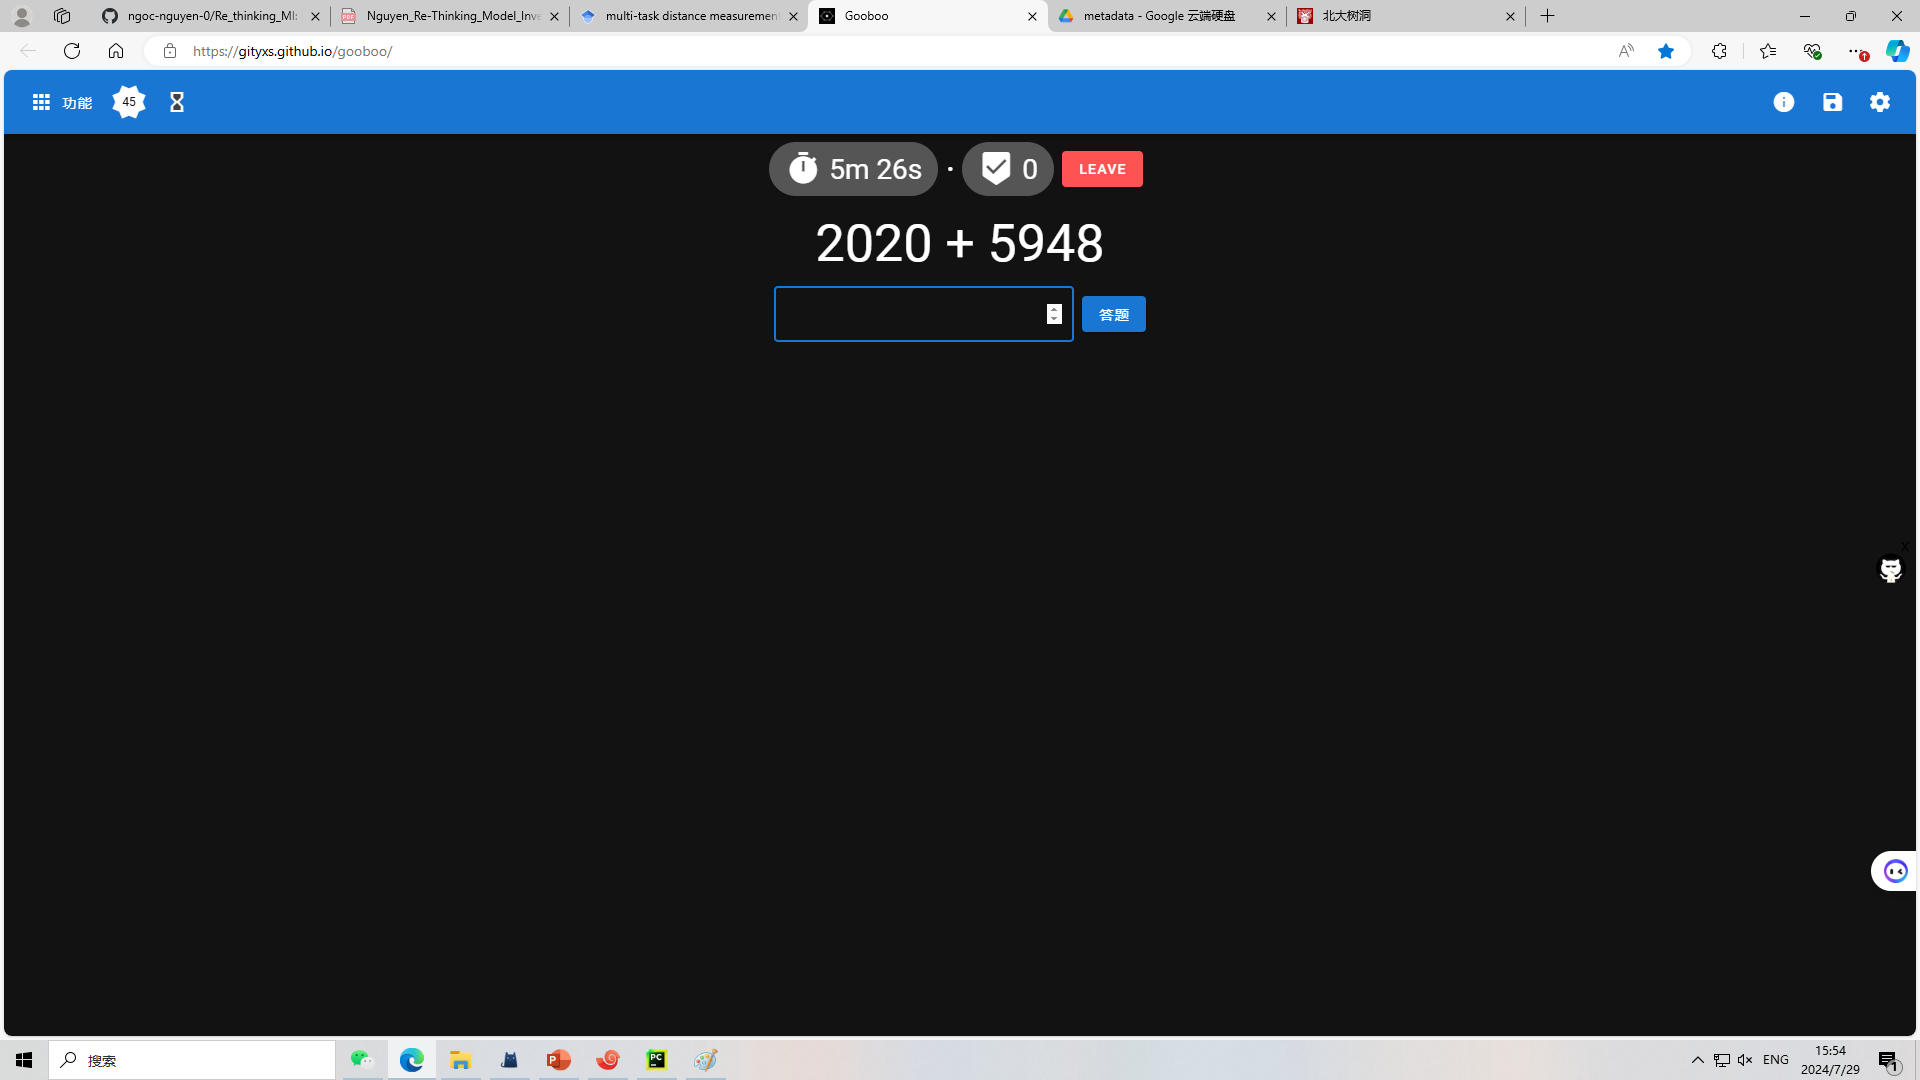 ngoc-nguyen-0/Re_thinking_MI:
Nguyen_Re-Thinking_Model_Inve
multi-task distance measurement
Gooboo
metadata - Google 云端硬盘
北大树洞
https://gityxs.github.io/gooboo/
功能
45
5m 26s
·
0
LEAVE
2020 + 5948
答题
x
搜索
ENG
15:54
2024/7/29
1